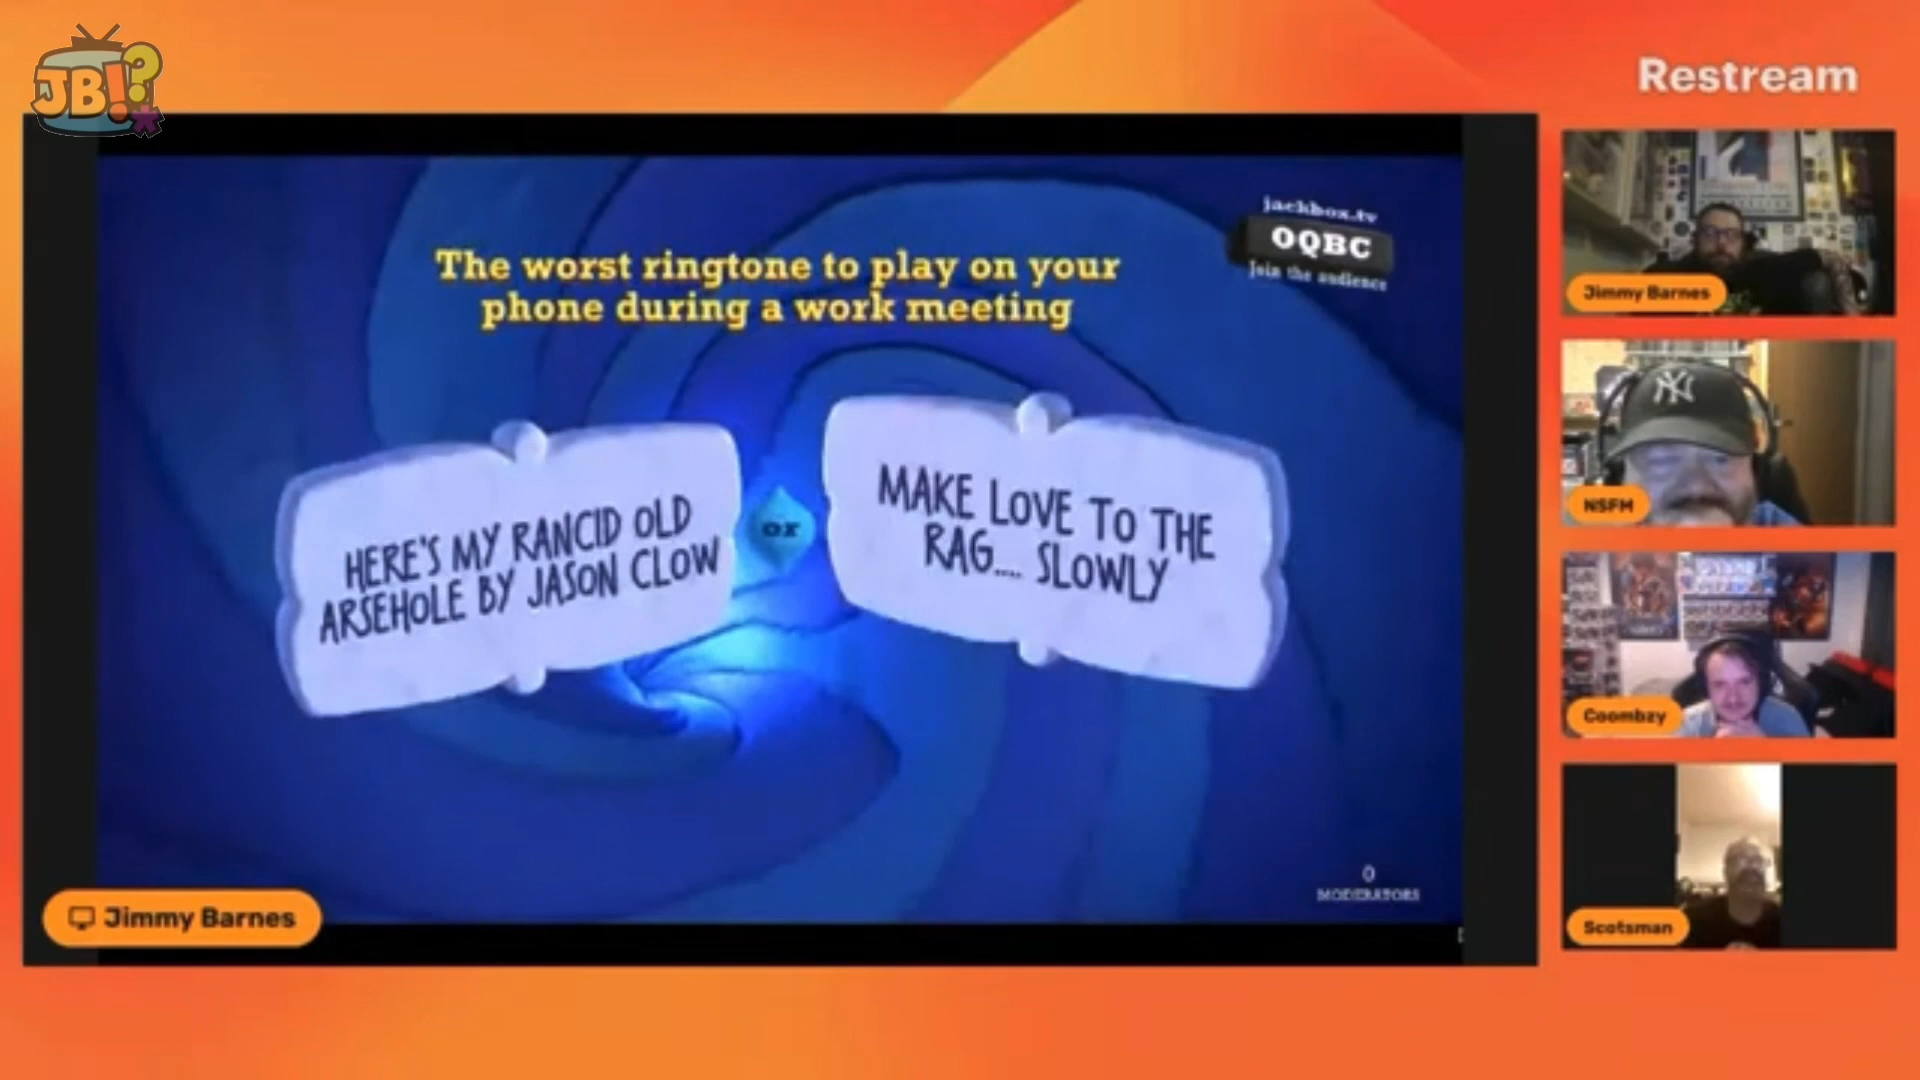 JB!?*
Restream
jackbox.tv
OQBC
Join the audience
The worst ringtone to play on your
phone during a work meeting
HERE'S MY RANCID OLD
ARSEHOLE BY JASON CLOW
or
MAKE LOVE TO THE
RAG.... SLOWLY
0
MODERATORS
Jimmy Barnes
Jimmy Barnes
NY
NSFM
Coombzy
Scotsman